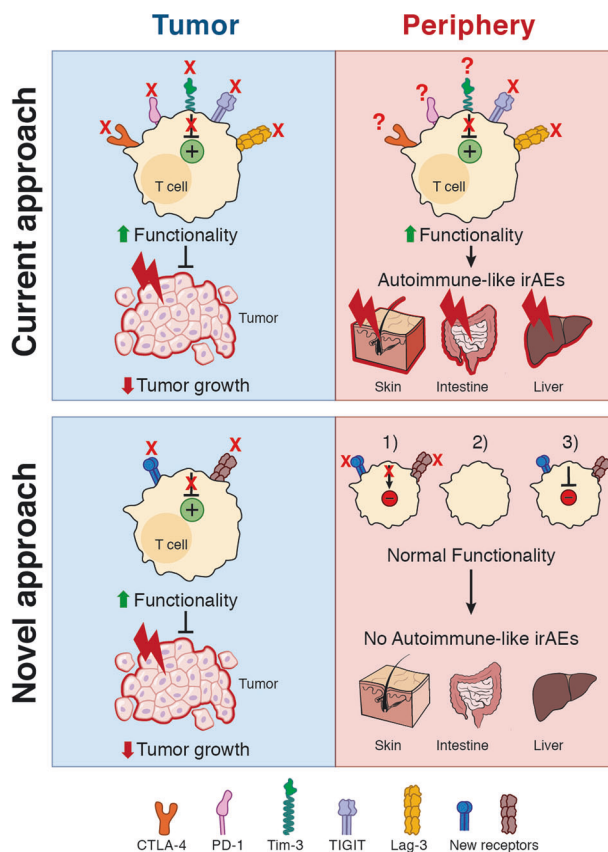 Tumor
Periphery
Current approach
X
X
X
X
X
X
+
T cell
Functionality
Tumor
Tumor growth
?
?
?
X
X
X
+
T cell
Functionality
Autoimmune-like irAEs
Skin
Intestine
Liver
Novel approach
X
X
X
+
T cell
Functionality
Tumor
Tumor growth
1)
2)
3)
X
X
X
−
−
Normal Functionality
No Autoimmune-like irAEs
Skin
Intestine
Liver
CTLA-4
PD-1
Tim-3
TIGIT
Lag-3
New receptors